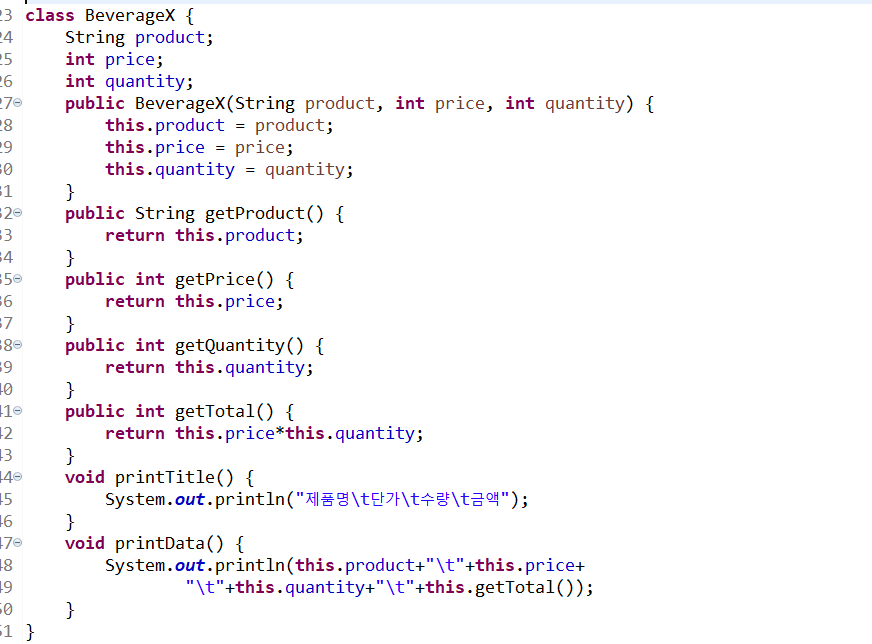 23 class BeverageX {
24     String product;
25     int price;
26     int quantity;
27     public BeverageX(String product, int price, int quantity) {
28         this.product = product;
29         this.price = price;
30         this.quantity = quantity;
31     }
32     public String getProduct() {
33         return this.product;
34     }
35     public int getPrice() {
36         return this.price;
37     }
38     public int getQuantity() {
39         return this.quantity;
40     }
41     public int getTotal() {
42         return this.price*this.quantity;
43     }
44     void printTitle() {
45         System.out.println("제품명\t단가\t수량\t금액");
46     }
47     void printData() {
48         System.out.println(this.product+"\t"+this.price+
49                 "\t"+this.quantity+"\t"+this.getTotal());
50     }
51 }